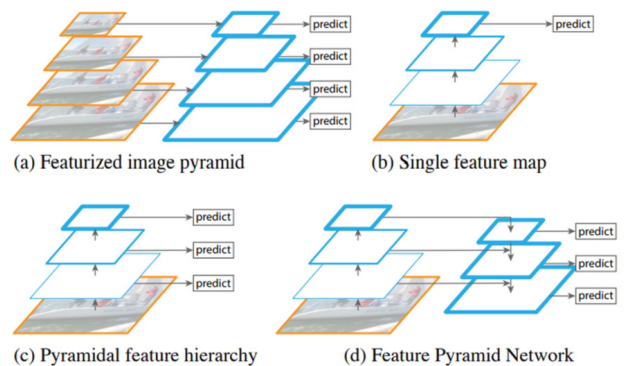 predict
predict
predict
predict
(a) Featurized image pyramid
predict
(b) Single feature map
predict
predict
predict
(c) Pyramidal feature hierarchy
predict
predict
predict
(d) Feature Pyramid Network